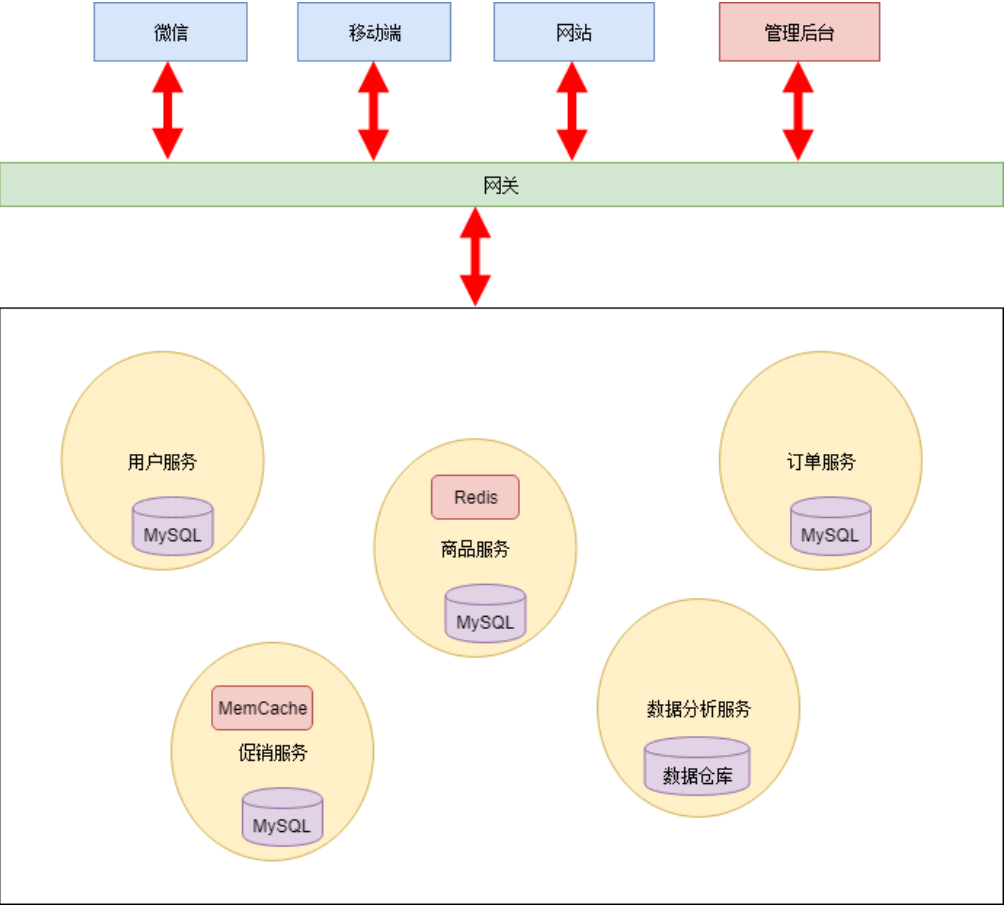 微信
移动端
网站
管理后台
网关
用户服务
MySQL
Redis
商品服务
MySQL
订单服务
MySQL
MemCache
促销服务
MySQL
数据分析服务
数据仓库